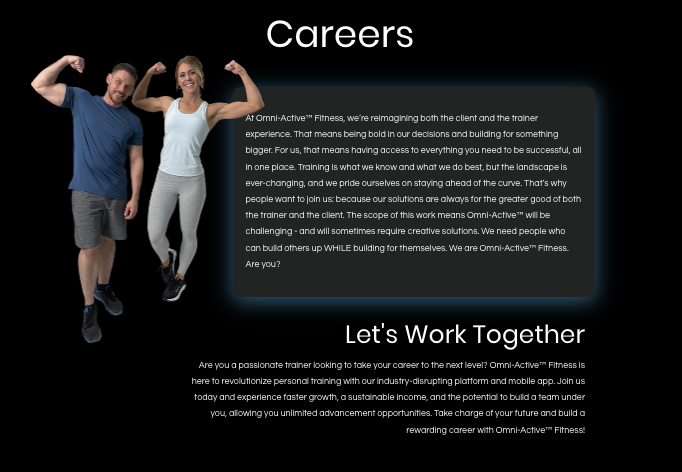 Careers
At Omni-Active™ Fitness, we're reimagining both the client and the trainer
experience. That means being bold in our decisions and building for something
bigger. For us, that means having access to everything you need to be successful, all
in one place. Training is what we know and what we do best, but the landscape is
ever-changing, and we pride ourselves on staying ahead of the curve. That's why
people want to join us: because our solutions are always for the greater good of both
the trainer and the client. The scope of this work means Omni-Active™ will be
challenging - and will sometimes require creative solutions. We need people who
can build others up WHILE building for themselves. We are Omni-Active™ Fitness.
Are you?
Let's Work Together
Are you a passionate trainer looking to take your career to the next level? Omni-Active™ Fitness is
here to revolutionize personal training with our industry-disrupting platform and mobile app. Join us
today and experience faster growth, a sustainable income, and the potential to build a team under
you, allowing you unlimited advancement opportunities. Take charge of your future and build a
rewarding career with Omni-Active™ Fitness!